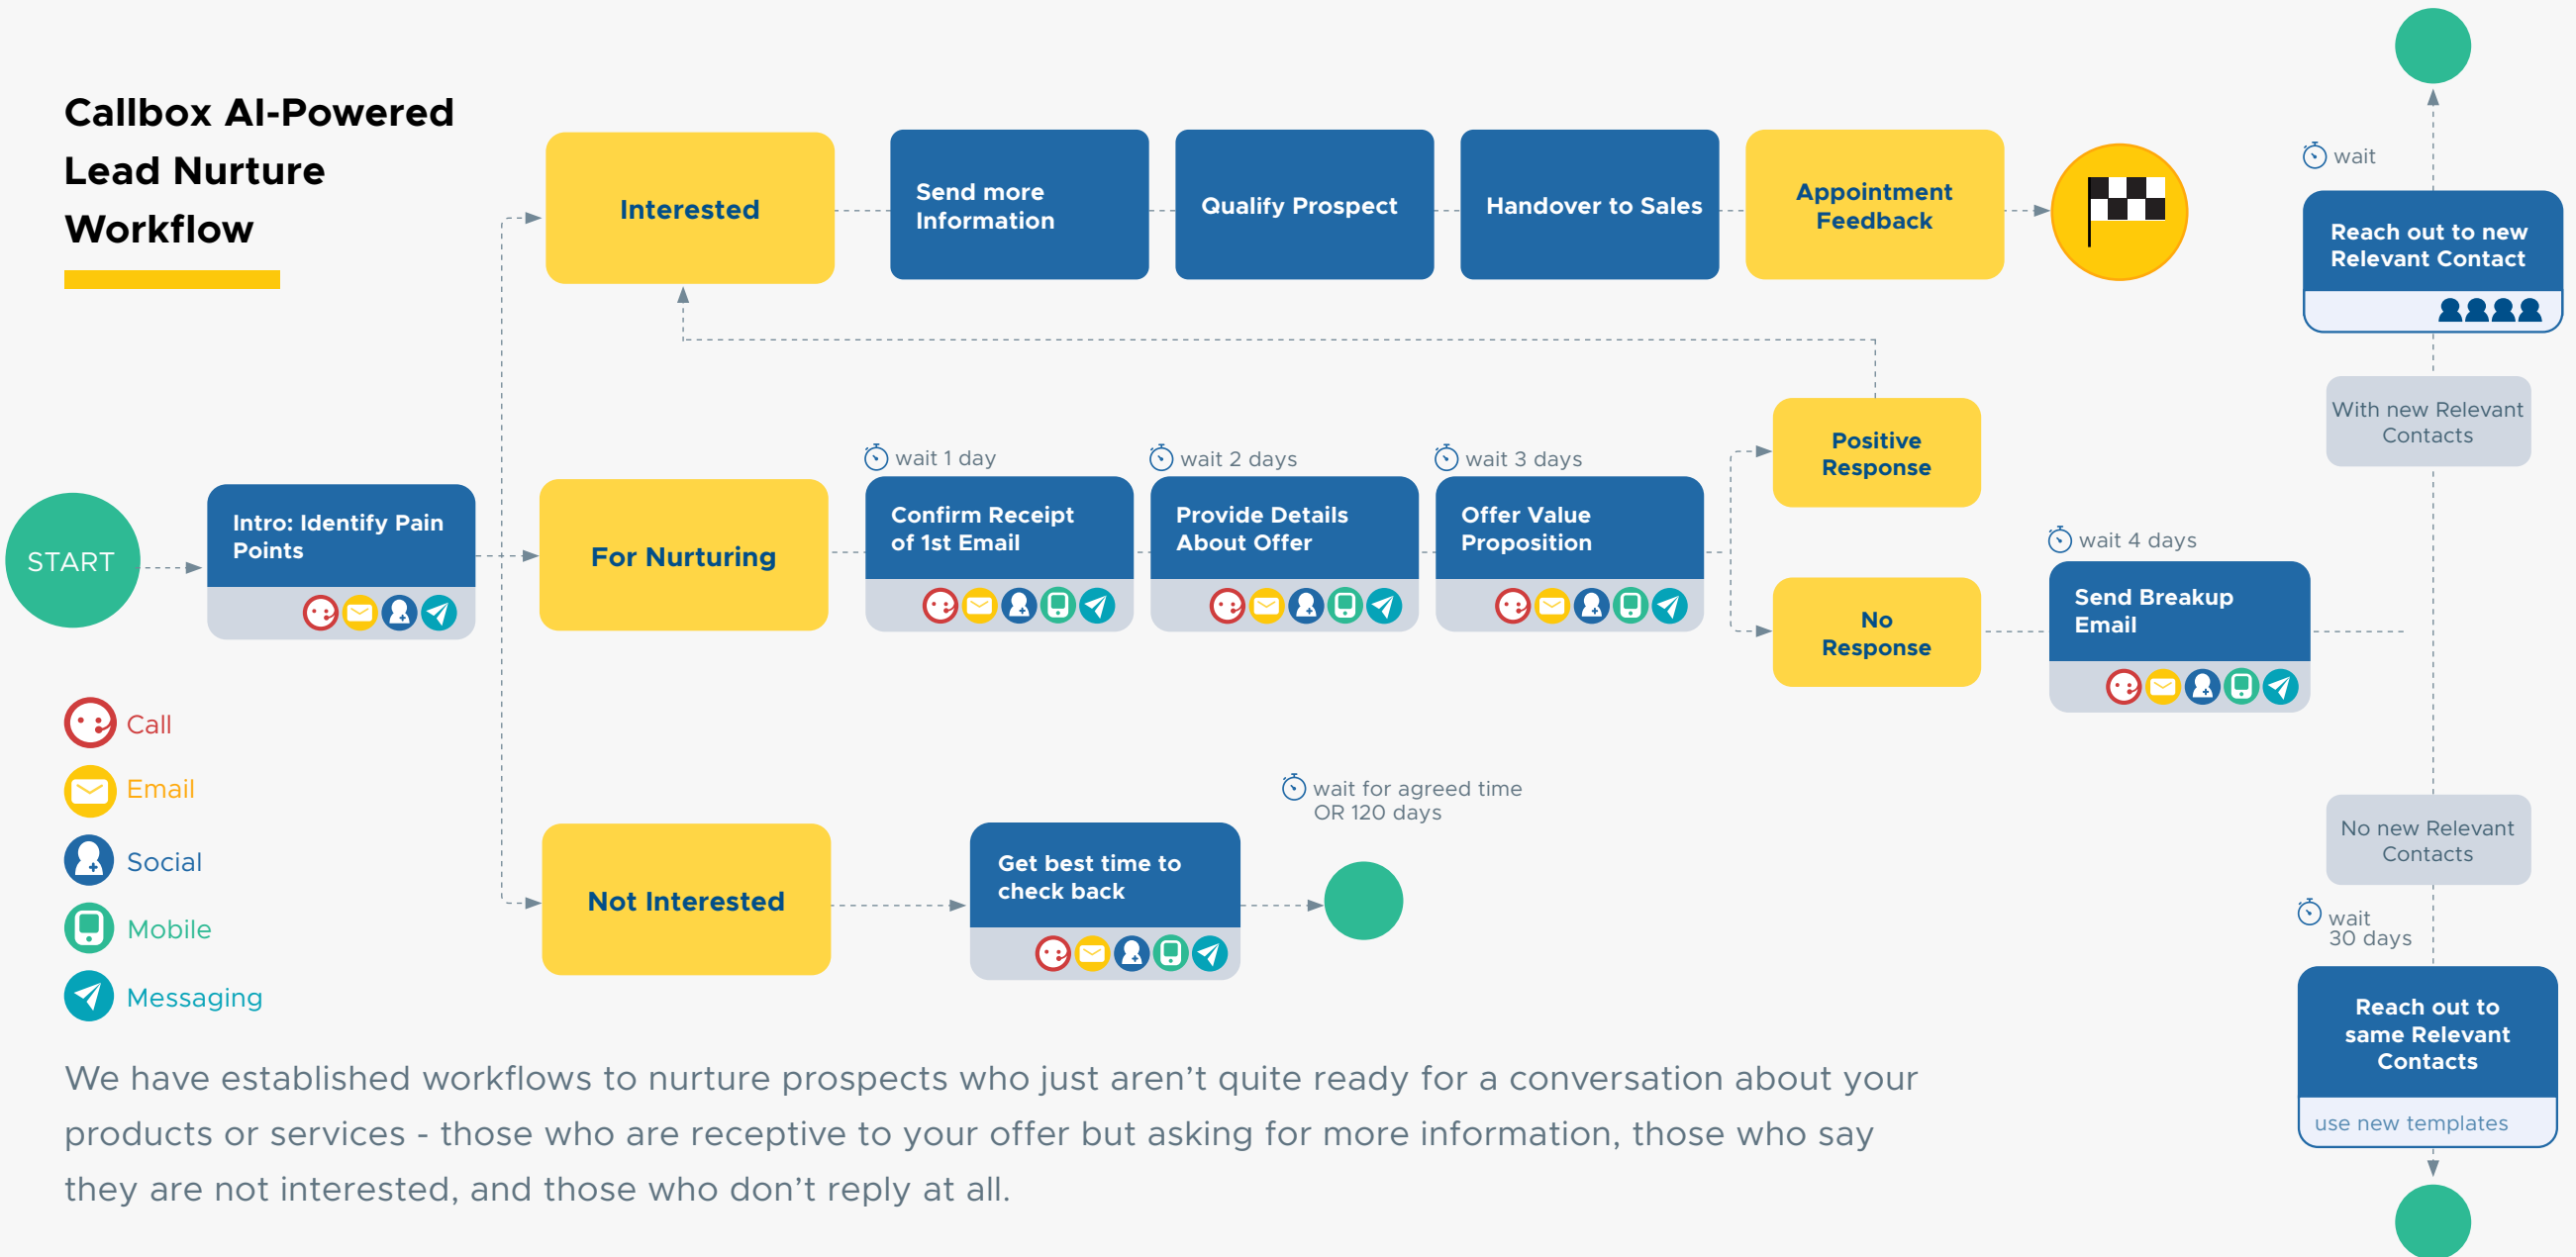 Callbox AI-Powered
Lead Nurture
Workflow
Interested
Send more
Information
Qualify Prospect
Handover to Sales
Appointment
Feedback
wait
Reach out to new
Relevant Contact
With new Relevant
Contacts
START
Intro: Identify Pain
Points
For Nurturing
wait 1 day
Confirm Receipt
of 1st Email
wait 2 days
Provide Details
About Offer
wait 3 days
Offer Value
Proposition
Positive
Response
No
Response
wait 4 days
Send Breakup
Email
No new Relevant
Contacts
wait
30 days
Reach out to
same Relevant
Contacts
use new templates
Not Interested
Get best time to
check back
wait for agreed time
OR 120 days
Call
Email
Social
Mobile
Messaging
We have established workflows to nurture prospects who just aren’t quite ready for a conversation about your
products or services - those who are receptive to your offer but asking for more information, those who say
they are not interested, and those who don’t reply at all.